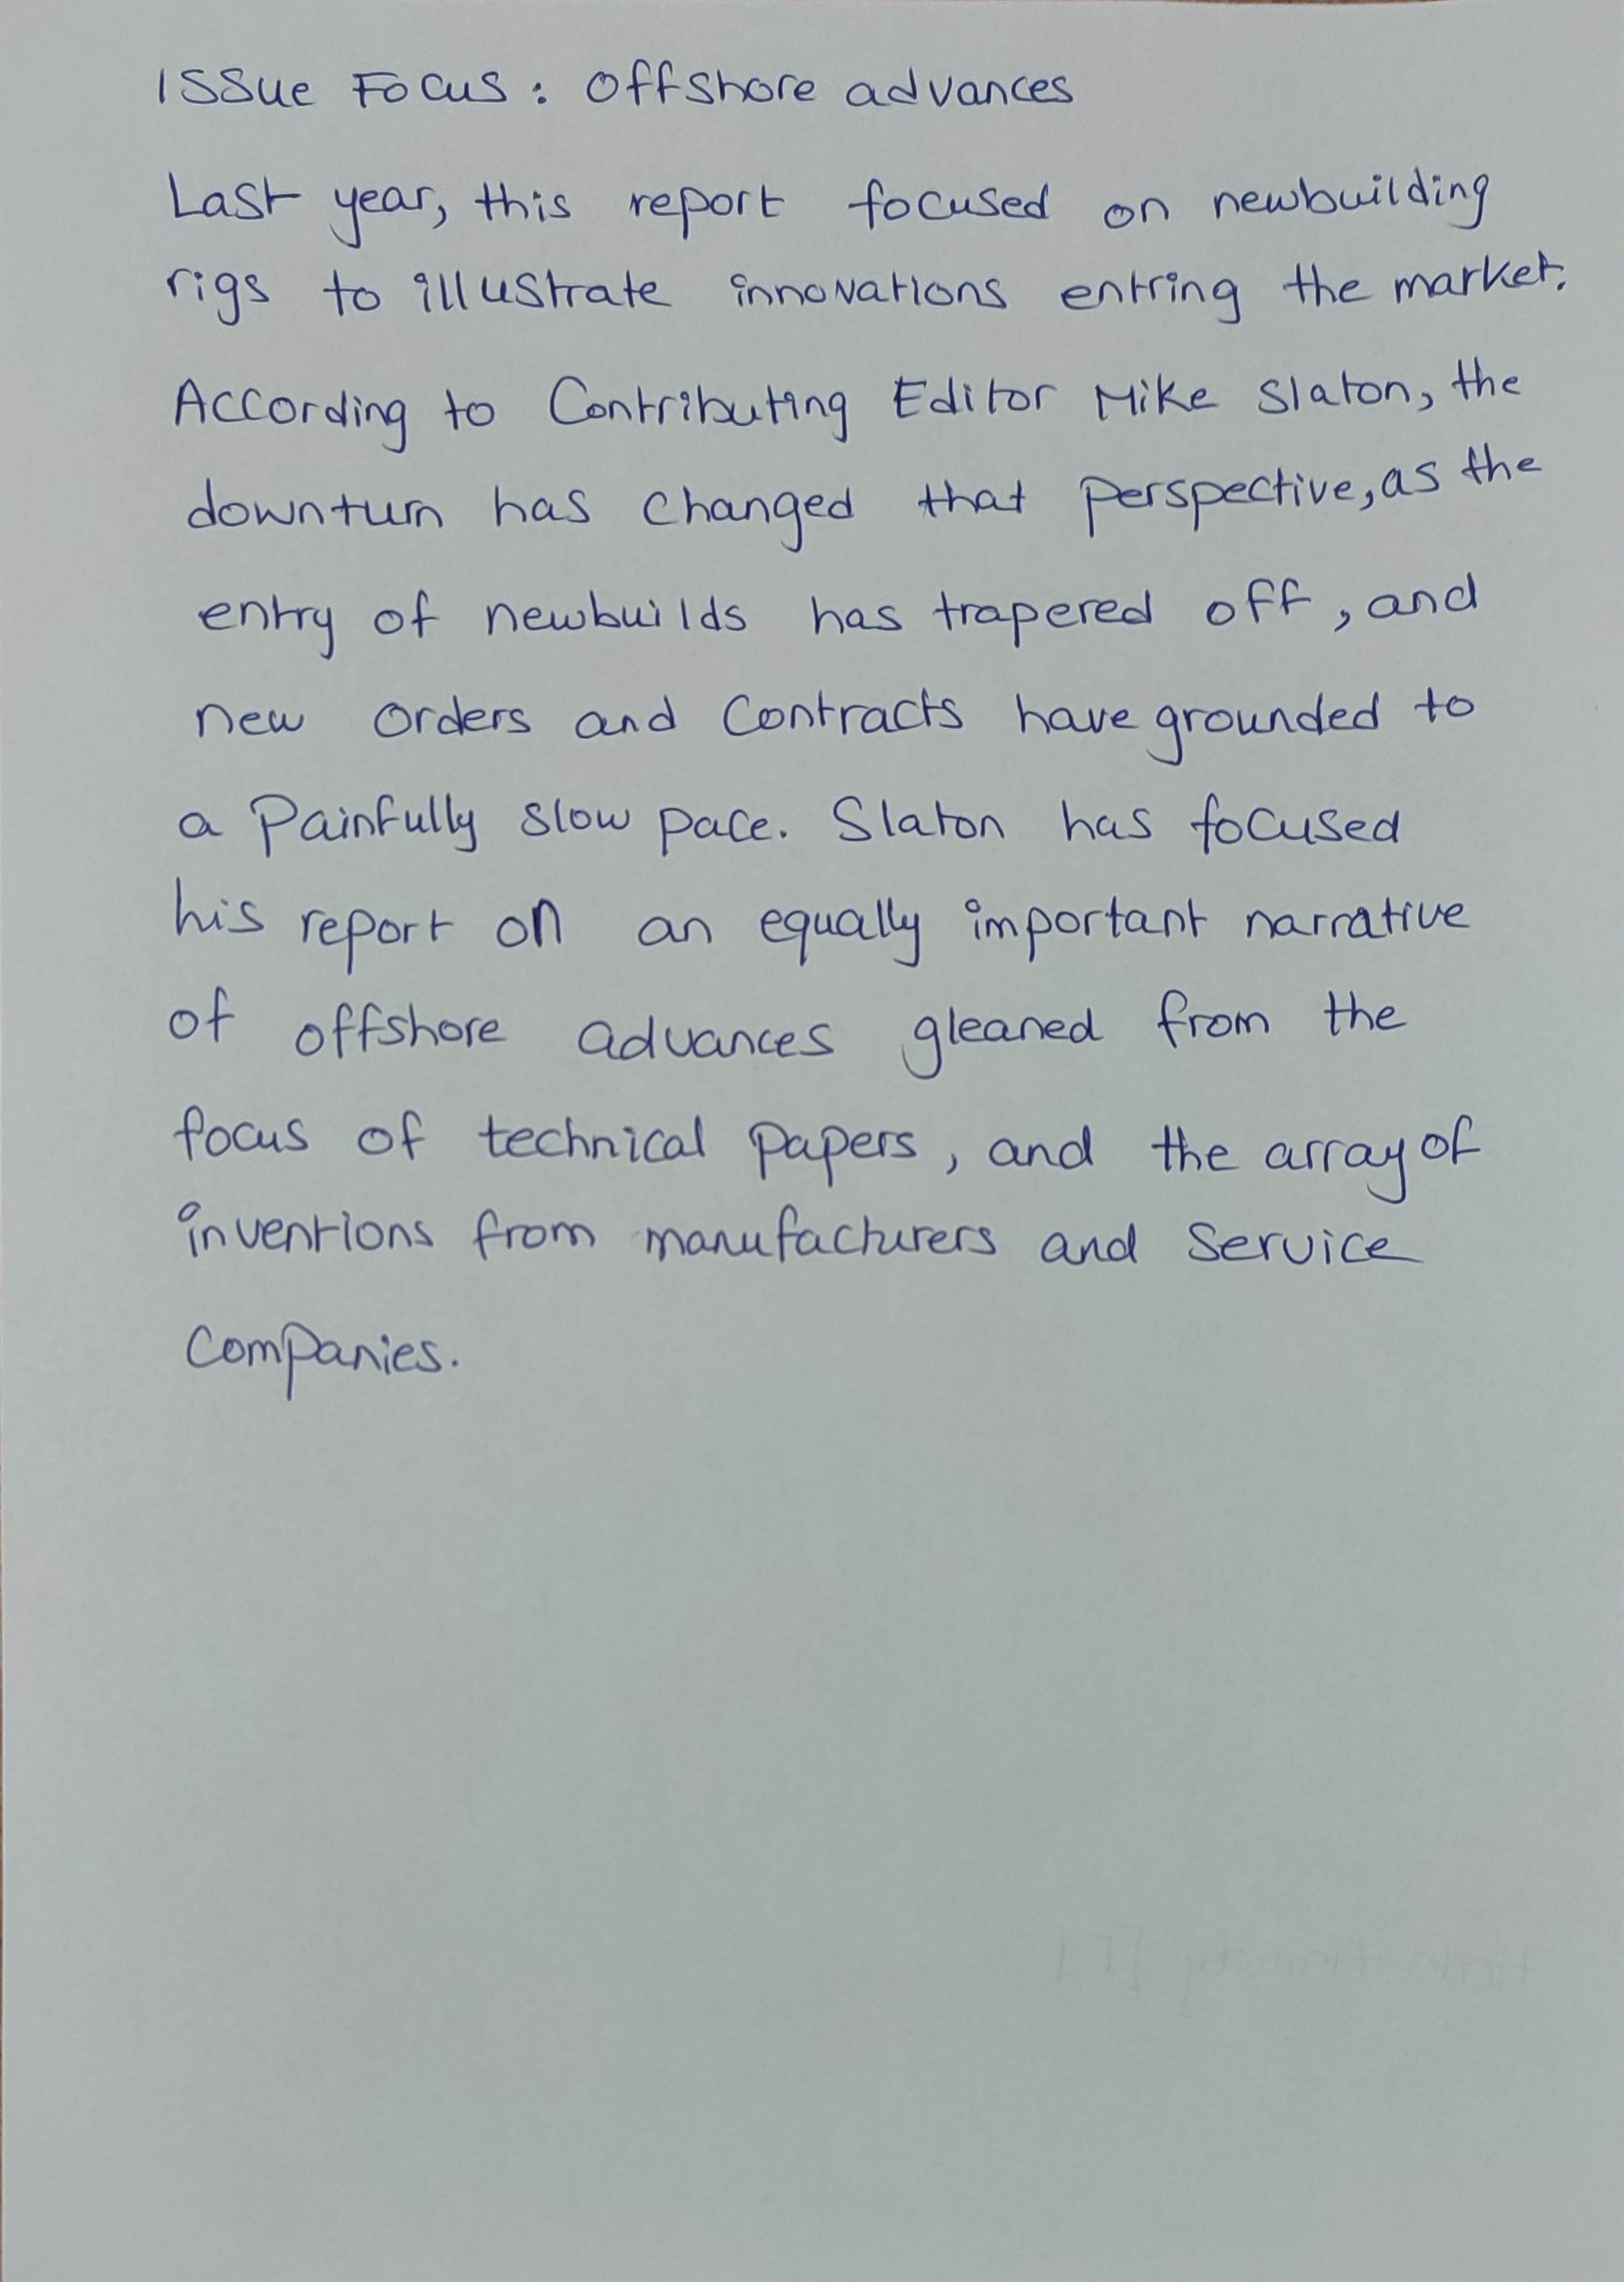 Issue Focus: Offshore advances
Last year, this report focused on newbuilding
rigs to illustrate innovations entring the market.
According to Contributing Editor Mike Slaton, the
downturn has changed that perspective, as the
entry of newbuilds has trapered off, and
new orders and Contracts have grounded to
a Painfully slow pace. Slaton has focused
his report on an equally important narrative
of offshore advances gleaned from the
focus of technical papers, and the array of
inventions from manufacturers and Service
Companies.